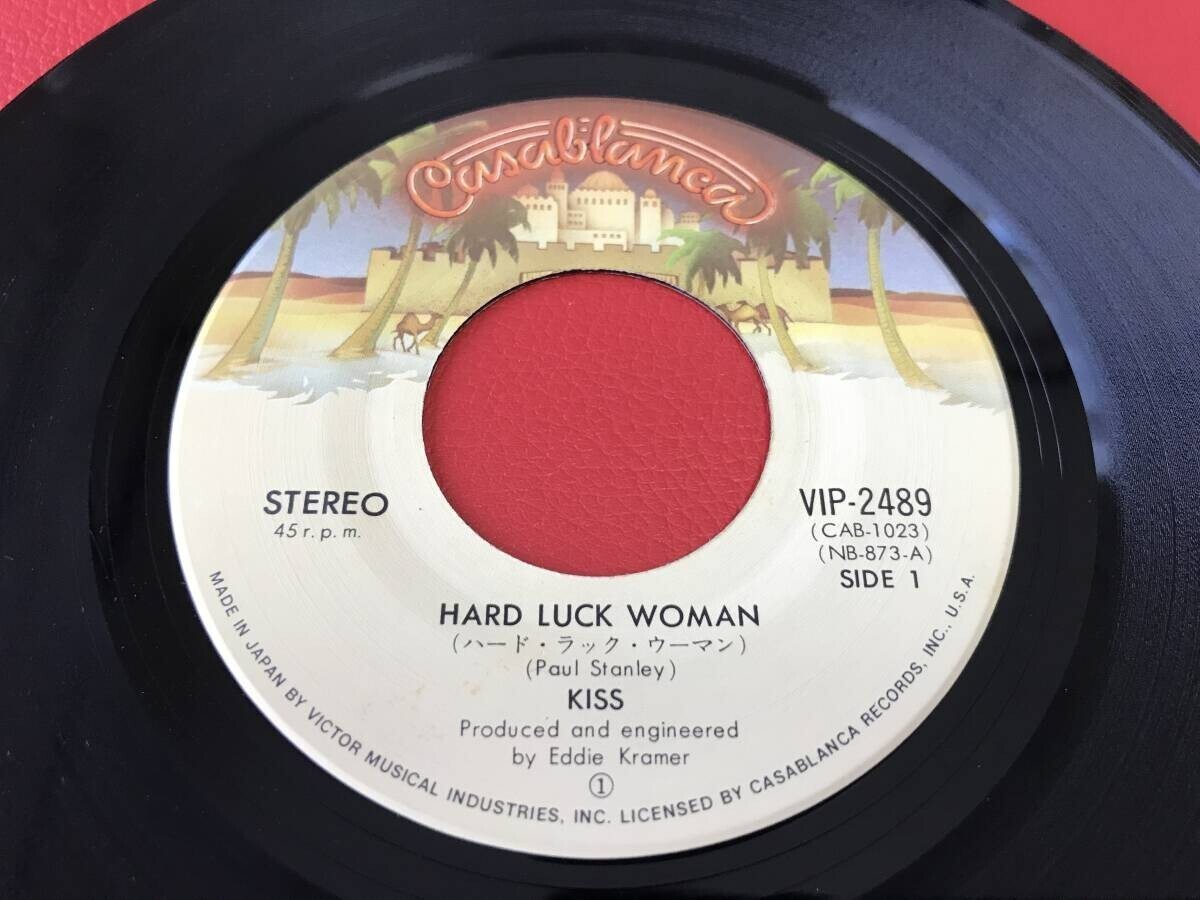 Casablanca
STEREO
45 r.p.m.
VIP-2489
(CAB-1023)
(NB-873-A)
SIDE 1
HARD LUCK WOMAN
(ハード・ラック・ウーマン)
(Paul Stanley)
KISS
Produced and engineered
by Eddie Kramer
①
MADE IN JAPAN BY VICTOR MUSICAL INDUSTRIES, INC. LICENSED BY CASABLANCA RECORDS, INC., U.S.A.